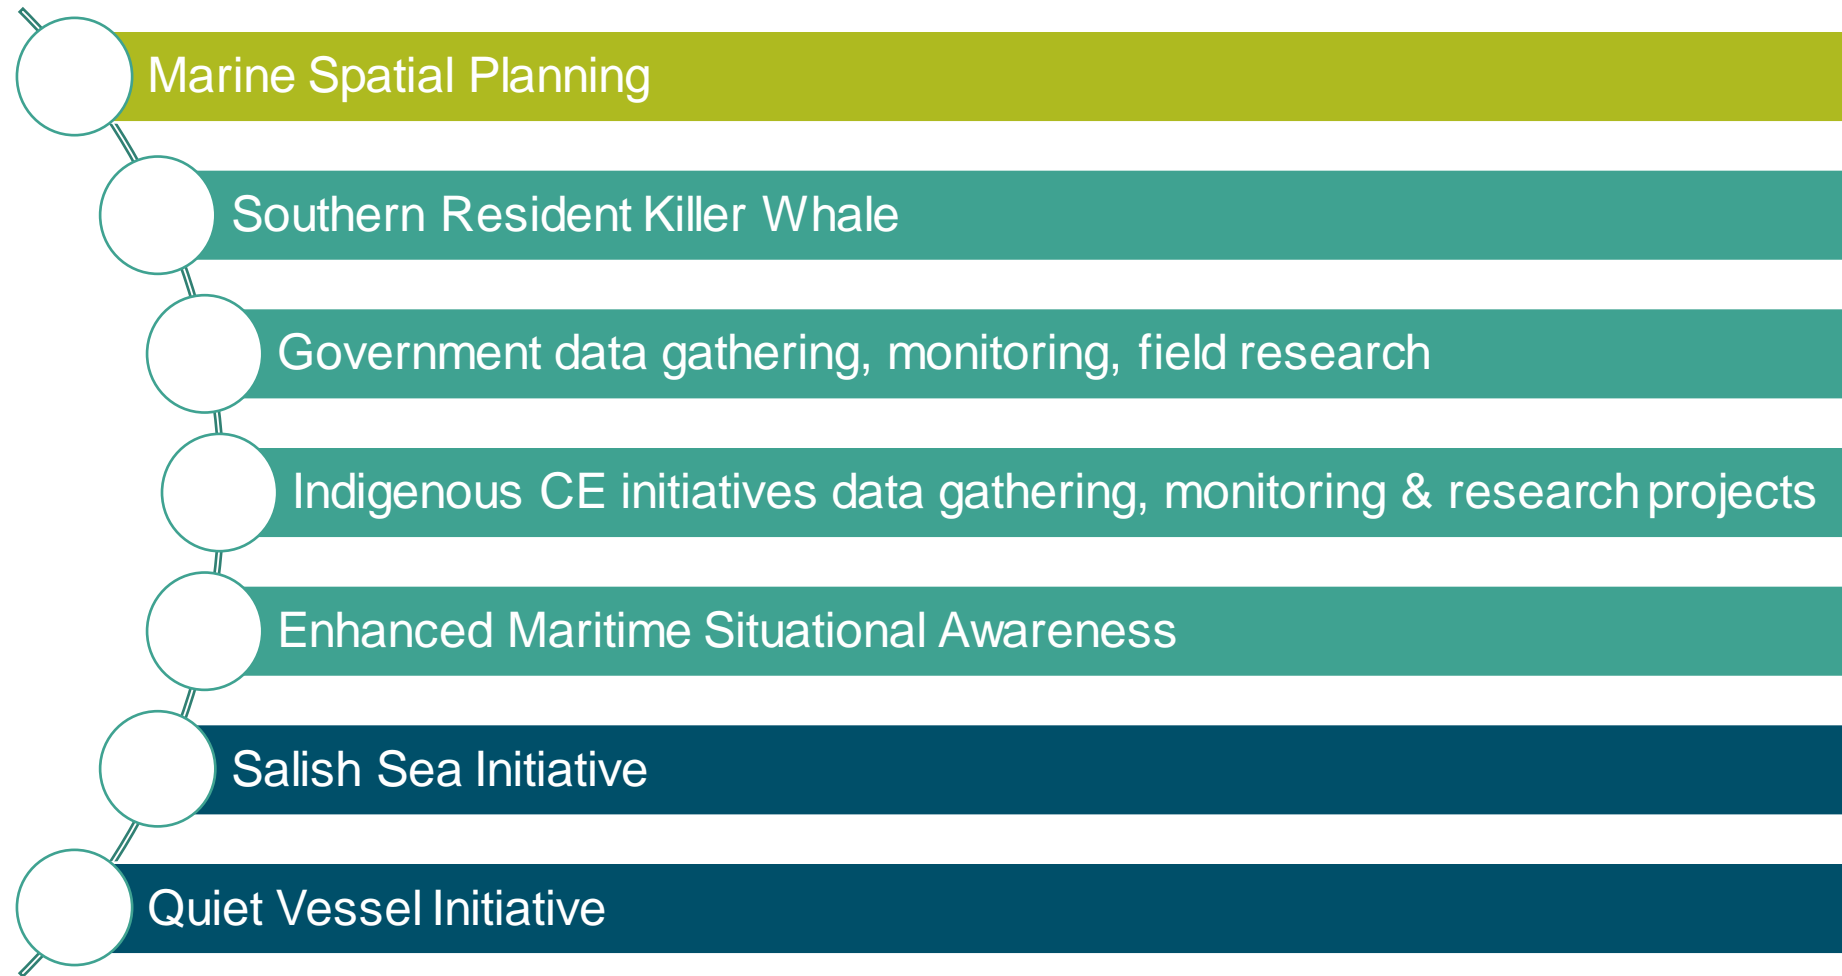 Marine Spatial Planning
Southern Resident Killer Whale
Government data gathering, monitoring, field research
Indigenous CE initiatives data gathering, monitoring & research projects
Enhanced Maritime Situational Awareness
Salish Sea Initiative
Quiet Vessel Initiative